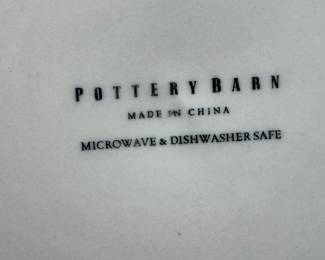 POTTERY BARN
MADE IN CHINA
MICROWAVE & DISHWASHER SAFE